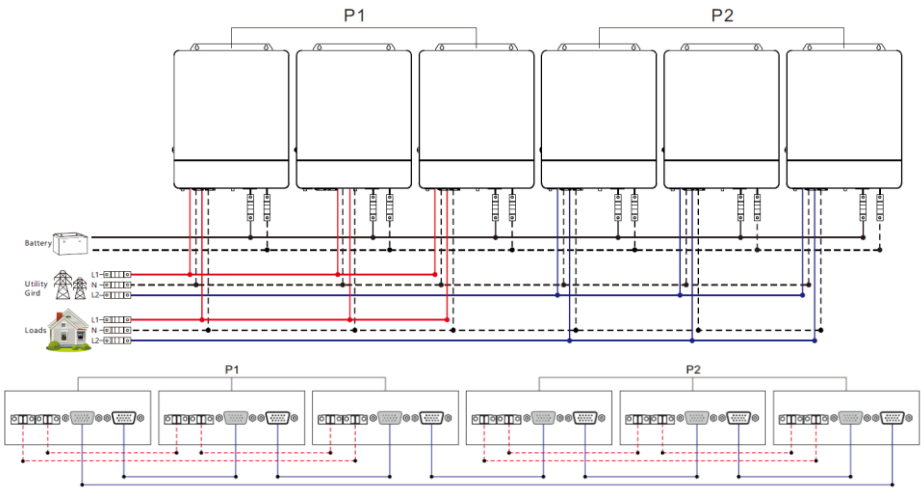 P1 P2
Battery
L1
Utility N
Gird L2
L1
Loads N
L2
P1 P2